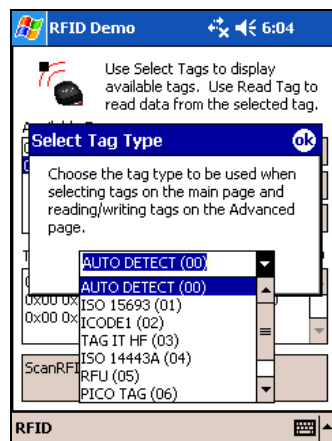 RFID Demo 6:04
Use Select Tags to display
available tags. Use Read Tag to
read data from the selected tag.
Select Tag Type ok
Choose the tag type to be used when
selecting tags on the main page and
reading/writing tags on the Advanced
page.
AUTO DETECT (00)
AUTO DETECT (00)
ISO 15693 (01)
ICODE1 (02)
TAG IT HF (03)
ISO 14443A (04)
RFU (05)
PICO TAG (06)
0x00
0x00
ScanRFI
RFID